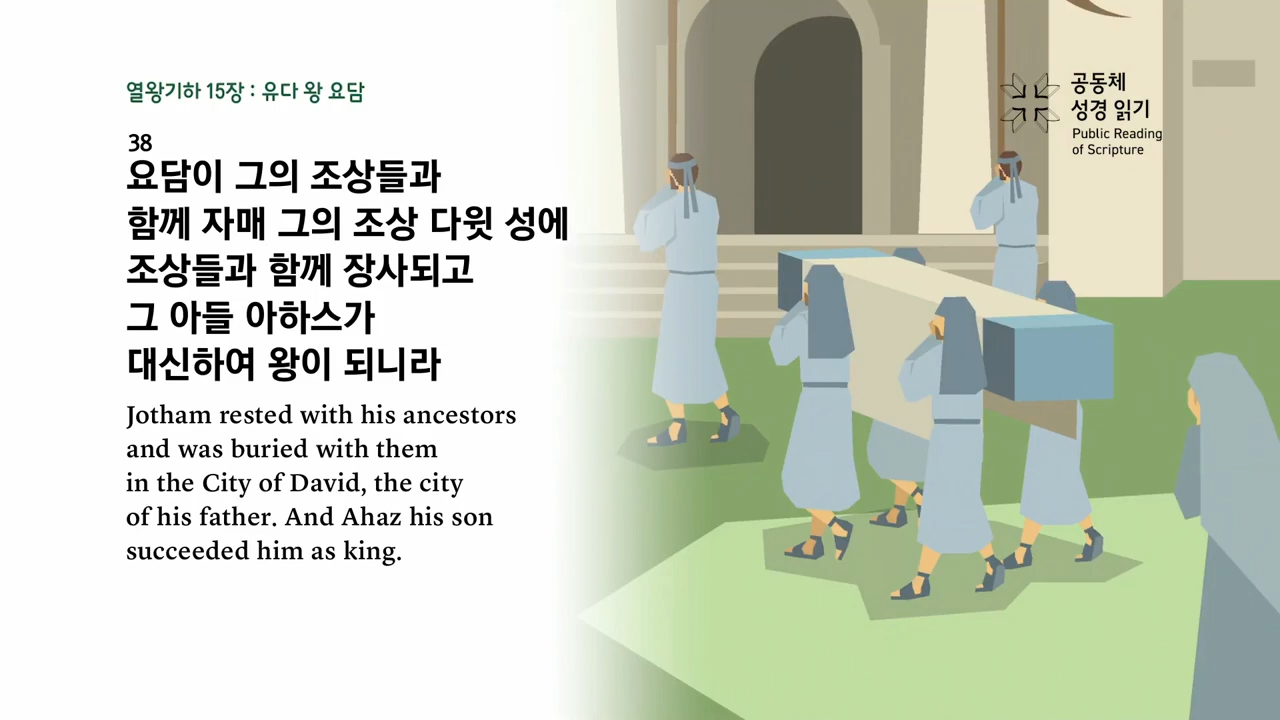 열왕기하 15장 : 유다 왕 요담
38
요담이 그의 조상들과
함께 자매 그의 조상 다윗 성에
조상들과 함께 장사되고
그 아들 아하스가
대신하여 왕이 되니라
Jotham rested with his ancestors
and was buried with them
in the City of David, the city
of his father. And Ahaz his son
succeeded him as king.
공동체
성경 읽기
Public Reading
of Scripture